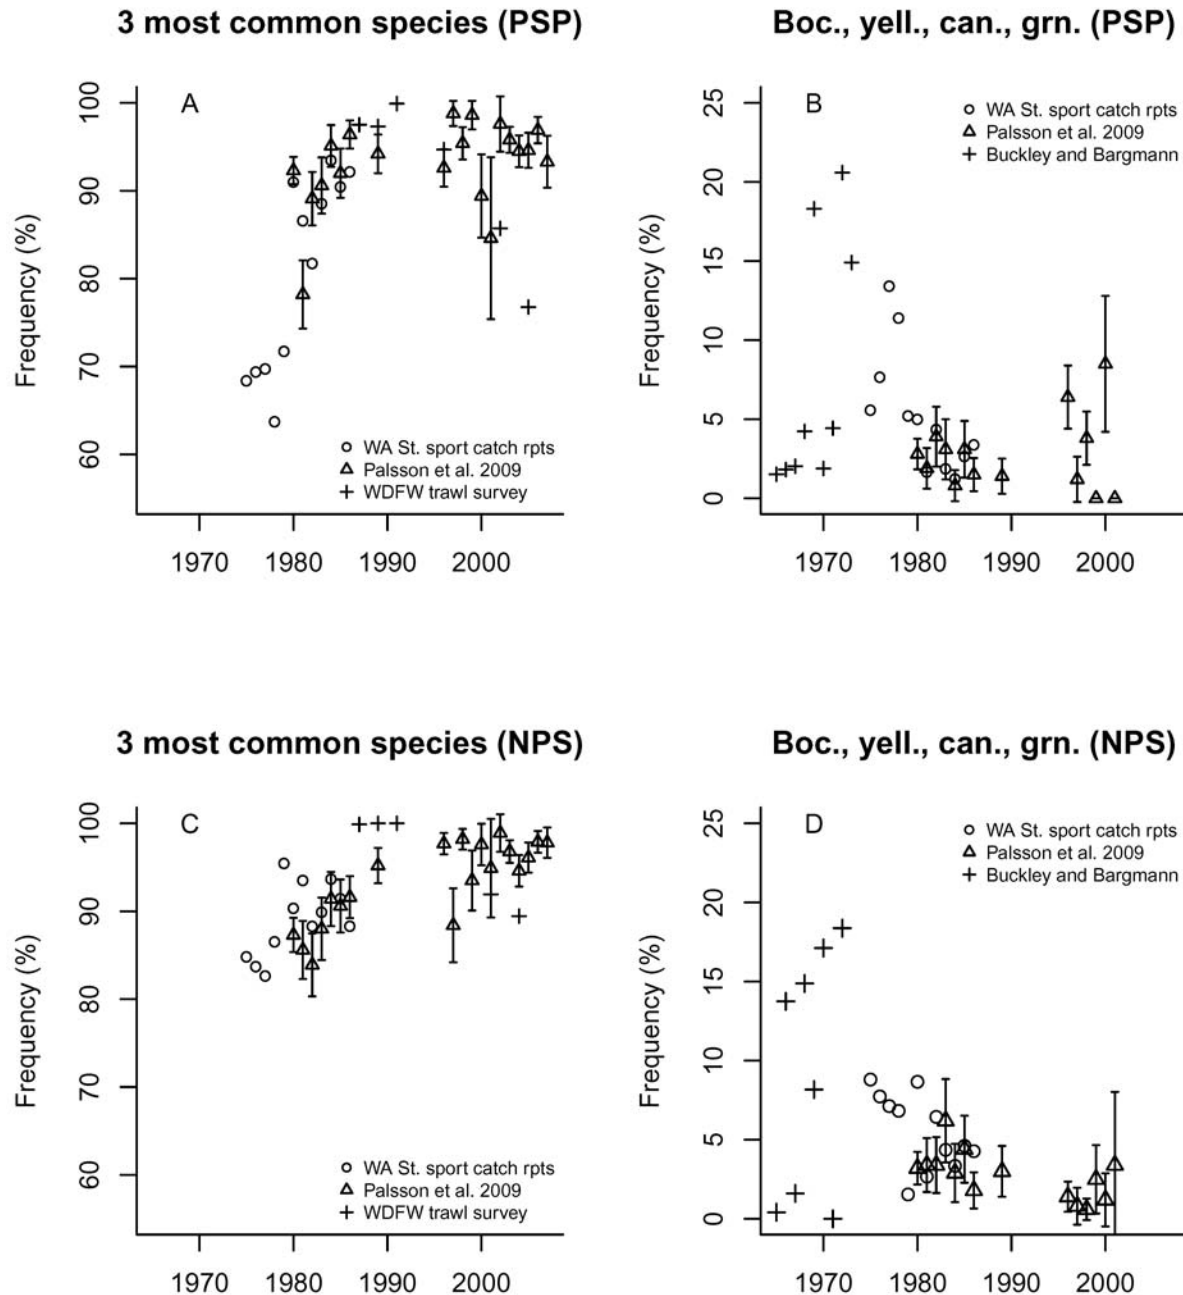 3 most common species (PSP)
A
Frequency (%)
100
90
80
70
60
WA St. sport catch rpts
Palsson et al. 2009
WDFW trawl survey
1970 1980 1990 2000
Boc., yell., can., grn. (PSP)
B
Frequency (%)
25
20
15
10
5
0
WA St. sport catch rpts
Palsson et al. 2009
Buckley and Bargmann
1970 1980 1990 2000
3 most common species (NPS)
C
Frequency (%)
100
90
80
70
60
WA St. sport catch rpts
Palsson et al. 2009
WDFW trawl survey
1970 1980 1990 2000
Boc., yell., can., grn. (NPS)
D
Frequency (%)
25
20
15
10
5
0
WA St. sport catch rpts
Palsson et al. 2009
Buckley and Bargmann
1970 1980 1990 2000